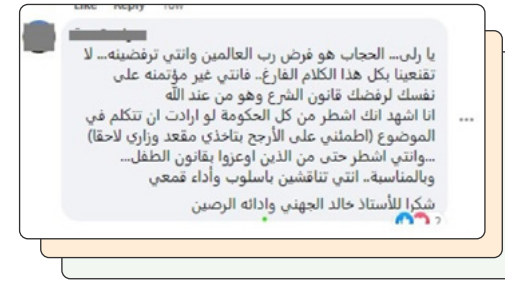 Like Reply 10w
يا رلى... الحجاب هو فرض رب العالمين وانتي ترفضينه... لا
تقنعينا بكل هذا الكلام الفارغ.. فانتي غير مؤتمنه على
نفسك لرفضك قانون الشرع وهو من عند الله
انا اشهد انك اشطر من كل الحكومة لو ارادت ان تتكلم في
الموضوع (اطمئني على الأرجح بتاخذي مقعد وزاري لاحقا)
...وانتي اشطر حتى من الذين اوعزوا بقانون الطفل...
وبالمناسبة.. انتي تناقشين باسلوب وأداء قمعي
شكرا للأستاذ خالد الجهني وادائه الرصين
2